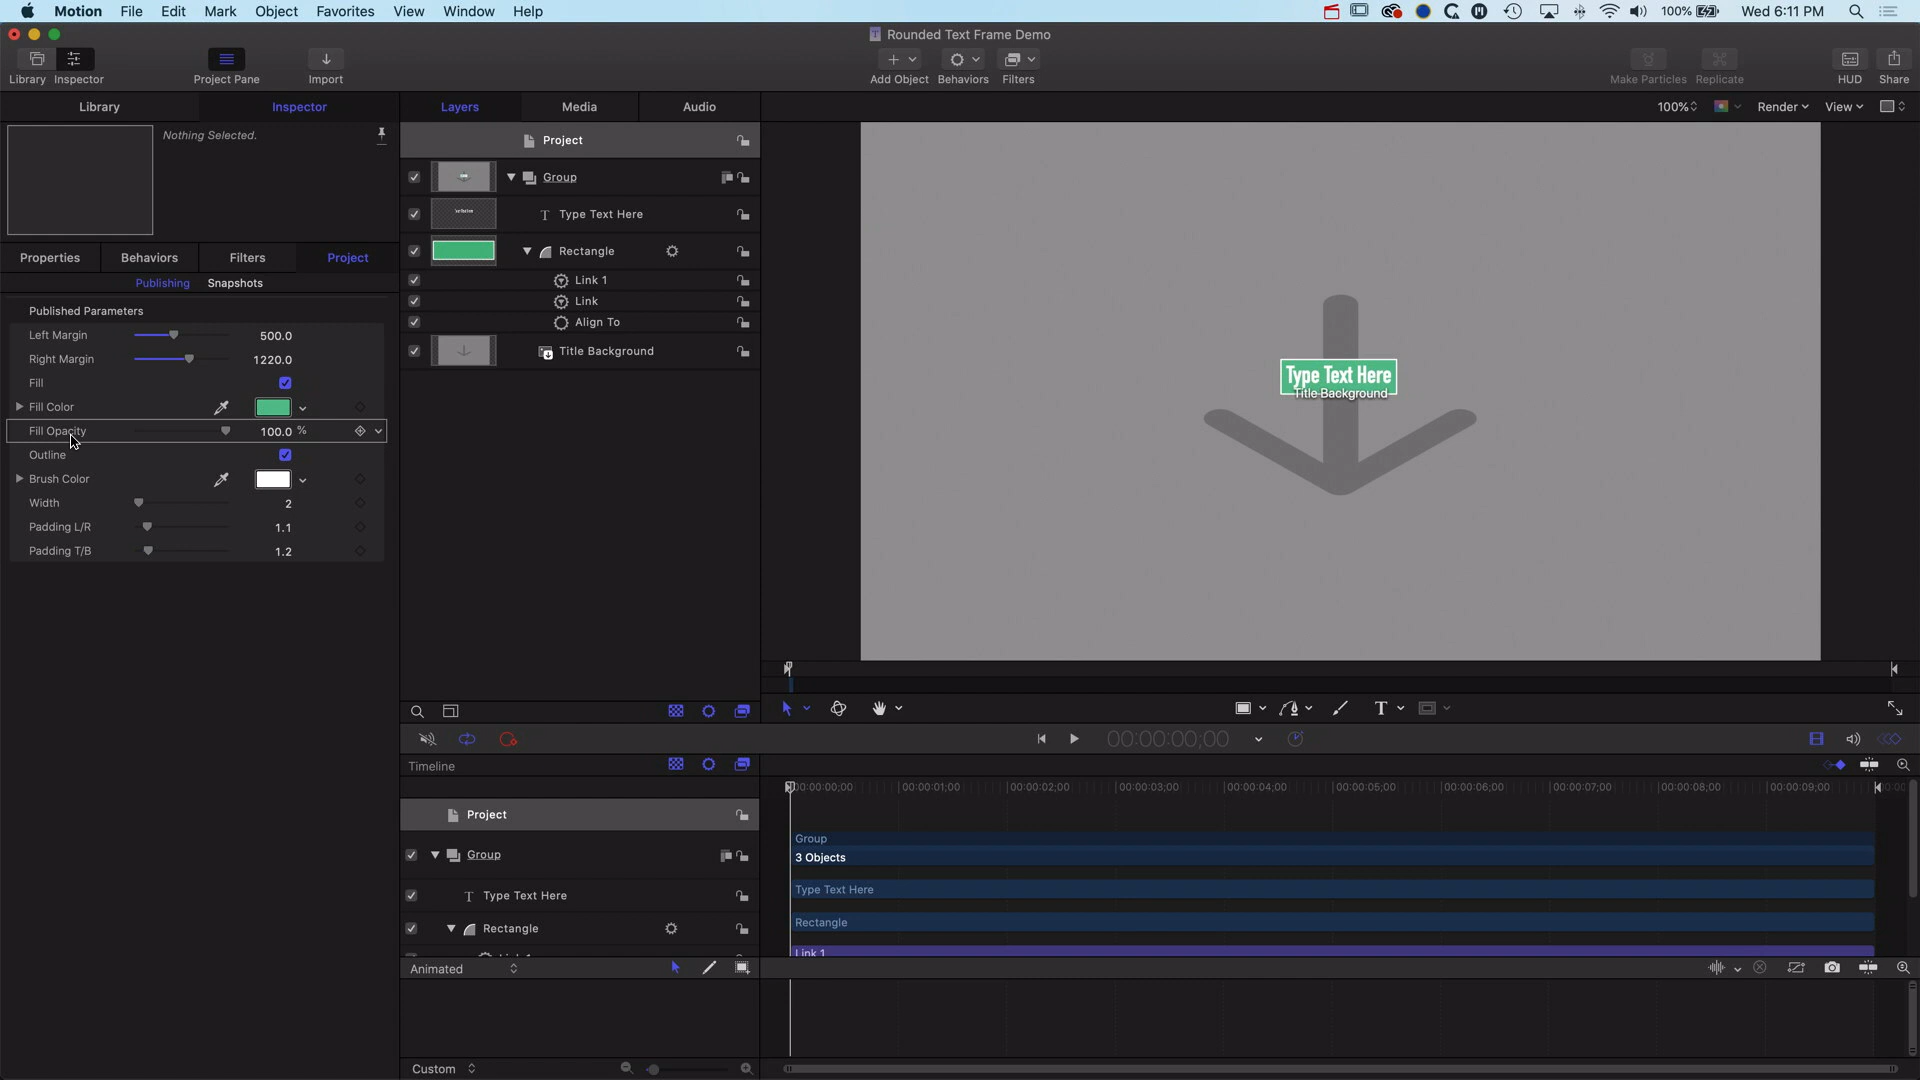 Motion File Edit Mark Object Favorites View Window Help 100% Wed 6:11 PM
Rounded Text Frame Demo
Library Inspector Project Pane Import Add Object Behaviors Filters Make Particles Replicate HUD Share
Library Inspector Layers Media Audio 100% Render View
Nothing Selected.
Project
Group
Type Text Here
Rectangle
Link 1
Link
Align To
Title Background
Properties Behaviors Filters Project
Publishing Snapshots
Published Parameters
Left Margin 500.0
Right Margin 1220.0
Fill
Fill Color
Fill Opacity 100.0 %
Outline
Brush Color
Width 2
Padding L/R 1.1
Padding T/B 1.2
Type Text Here
Title Background
T
00:00:00;00
Timeline
00:00:00;00 00:00:01;00 00:00:02;00 00:00:03;00 00:00:04;00 00:00:05;00 00:00:06;00 00:00:07;00 00:00:08;00 00:00:09;00
Project
Group
Type Text Here
Rectangle
Group
3 Objects
Type Text Here
Rectangle
Link 1
Animated
Custom